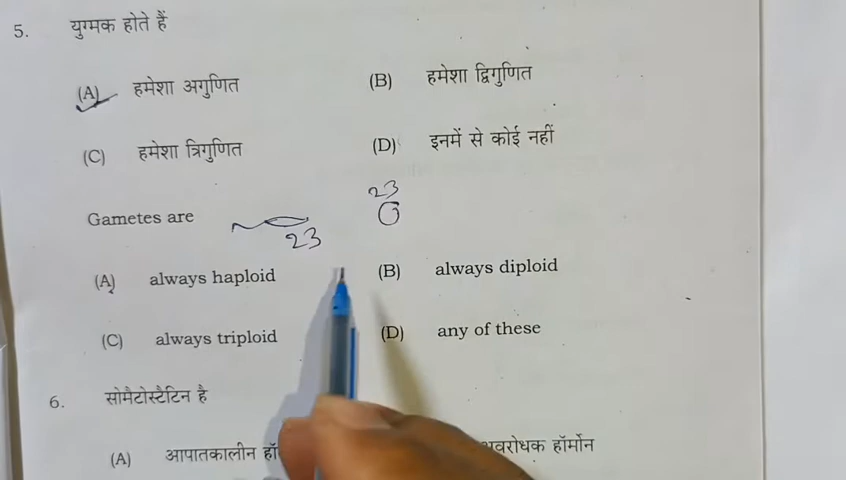 5. युग्मक होते हैं
(A) हमेशा अगुणित (B) हमेशा द्विगुणित
(C) हमेशा त्रिगुणित (D) इनमें से कोई नहीं
23
Gametes are
23
(A) always haploid (B) always diploid
(C) always triploid (D) any of these
6. सोमैटोस्टैटिन है
(A) आपातकालीन हॉ अवरोधक हॉर्मोन